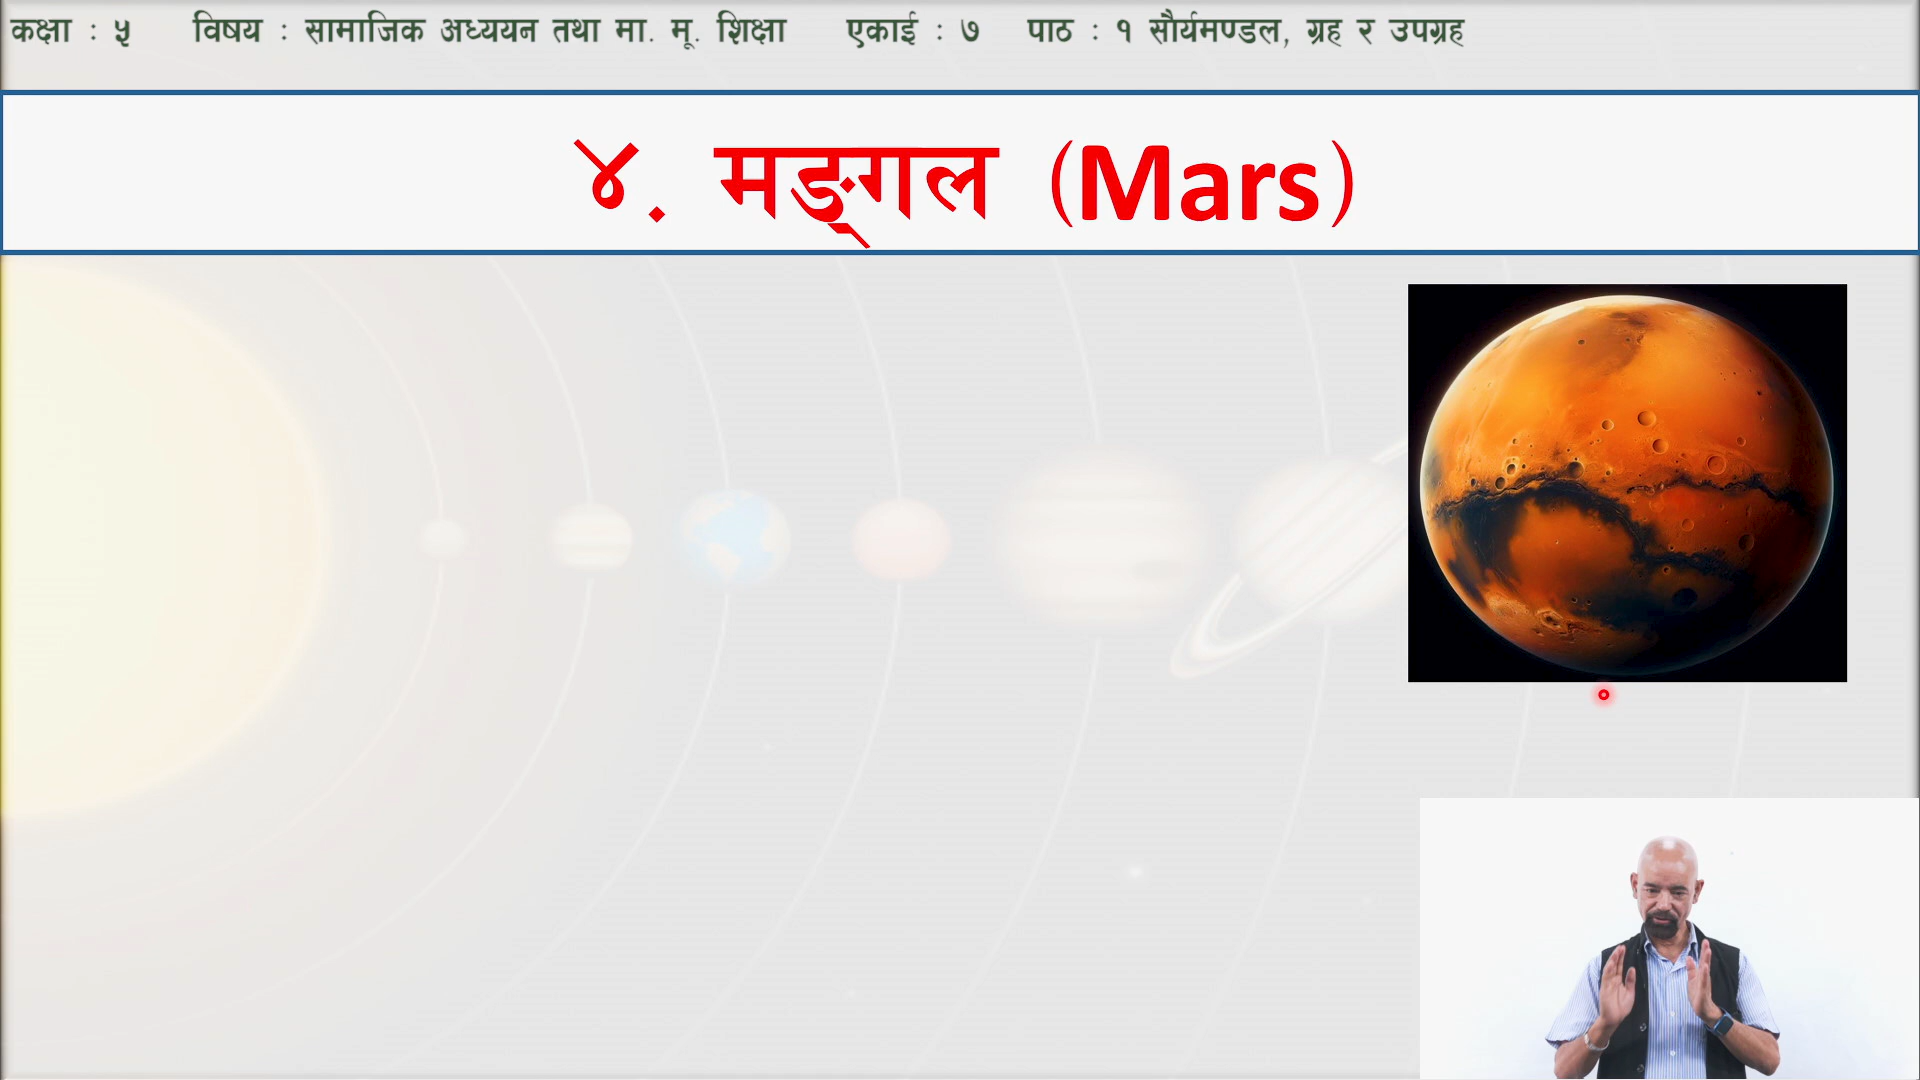 कक्षा : ५ विषय : सामाजिक अध्ययन तथा मा. मू. शिक्षा एकाई : ७ पाठ : १ सौर्यमण्डल, ग्रह र उपग्रह
४. मङ्गल (Mars)